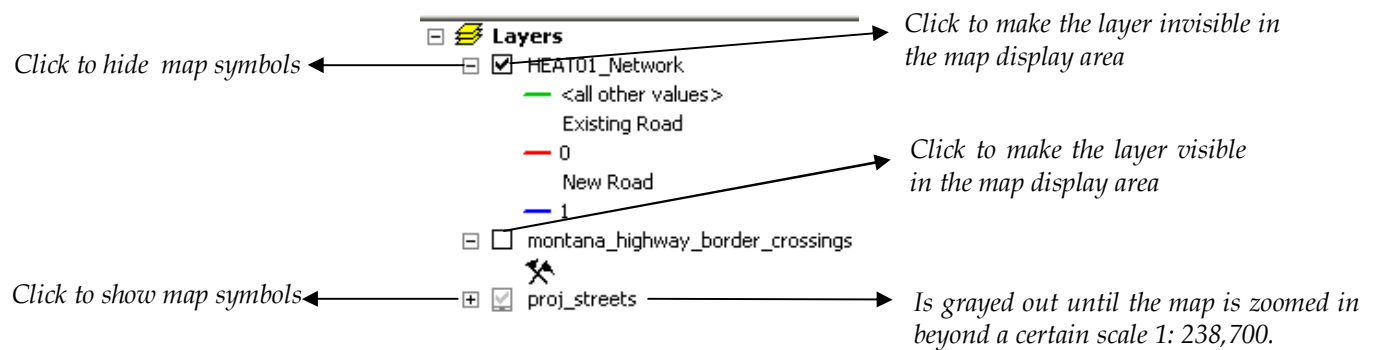 Layers
Click to make the layer invisible in
the map display area
Click to hide map symbols
HEAT01_Network
<all other values>
Existing Road
0
New Road
1
Click to make the layer visible
in the map display area
montana_highway_border_crossings
Click to show map symbols
proj_streets
Is grayed out until the map is zoomed in
beyond a certain scale 1: 238,700.